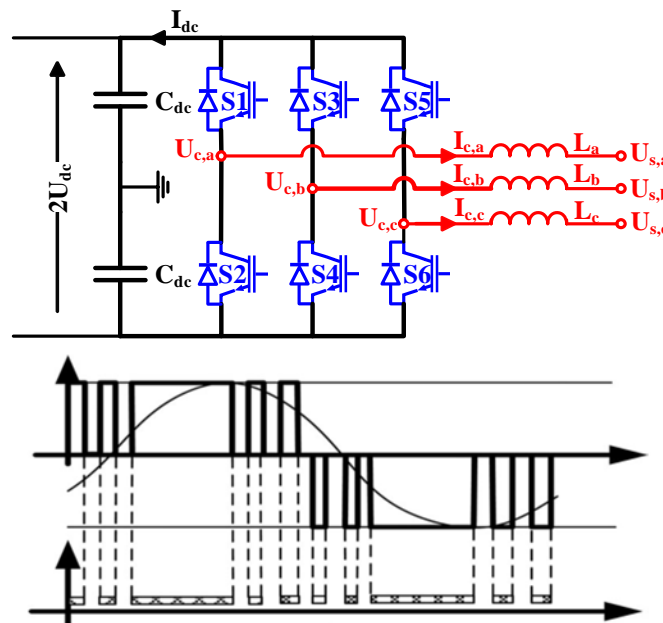 Idc
Cdc S1 S3 S5
Uc,a Ic,a La Us,a
2Udc
Uc,b Ic,b Lb
Uc,c Ic,c Lc
Cdc S2 S4 S6